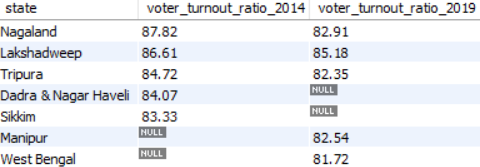 state voter_turnout_ratio_2014 voter_turnout_ratio_2019
Nagaland 87.82 82.91
Lakshadweep 86.61 85.18
Tripura 84.72 82.35
Dadra & Nagar Haveli 84.07 NULL
Sikkim 83.33 NULL
Manipur NULL 82.54
West Bengal NULL 81.72